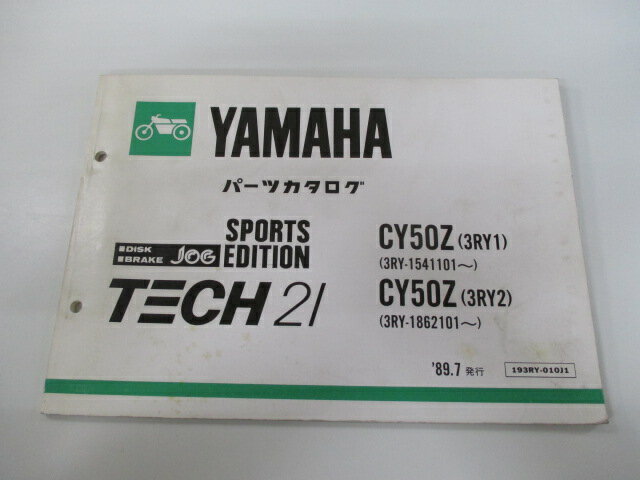 YAMAHA
パーツカタログ
■DISK
■BRAKE JOG SPORTS EDITION
CY50Z (3RY1)
(3RY-1541101～)
TECH 21
CY50Z (3RY2)
(3RY-1862101～)
'89.7 発行
193RY-010J1